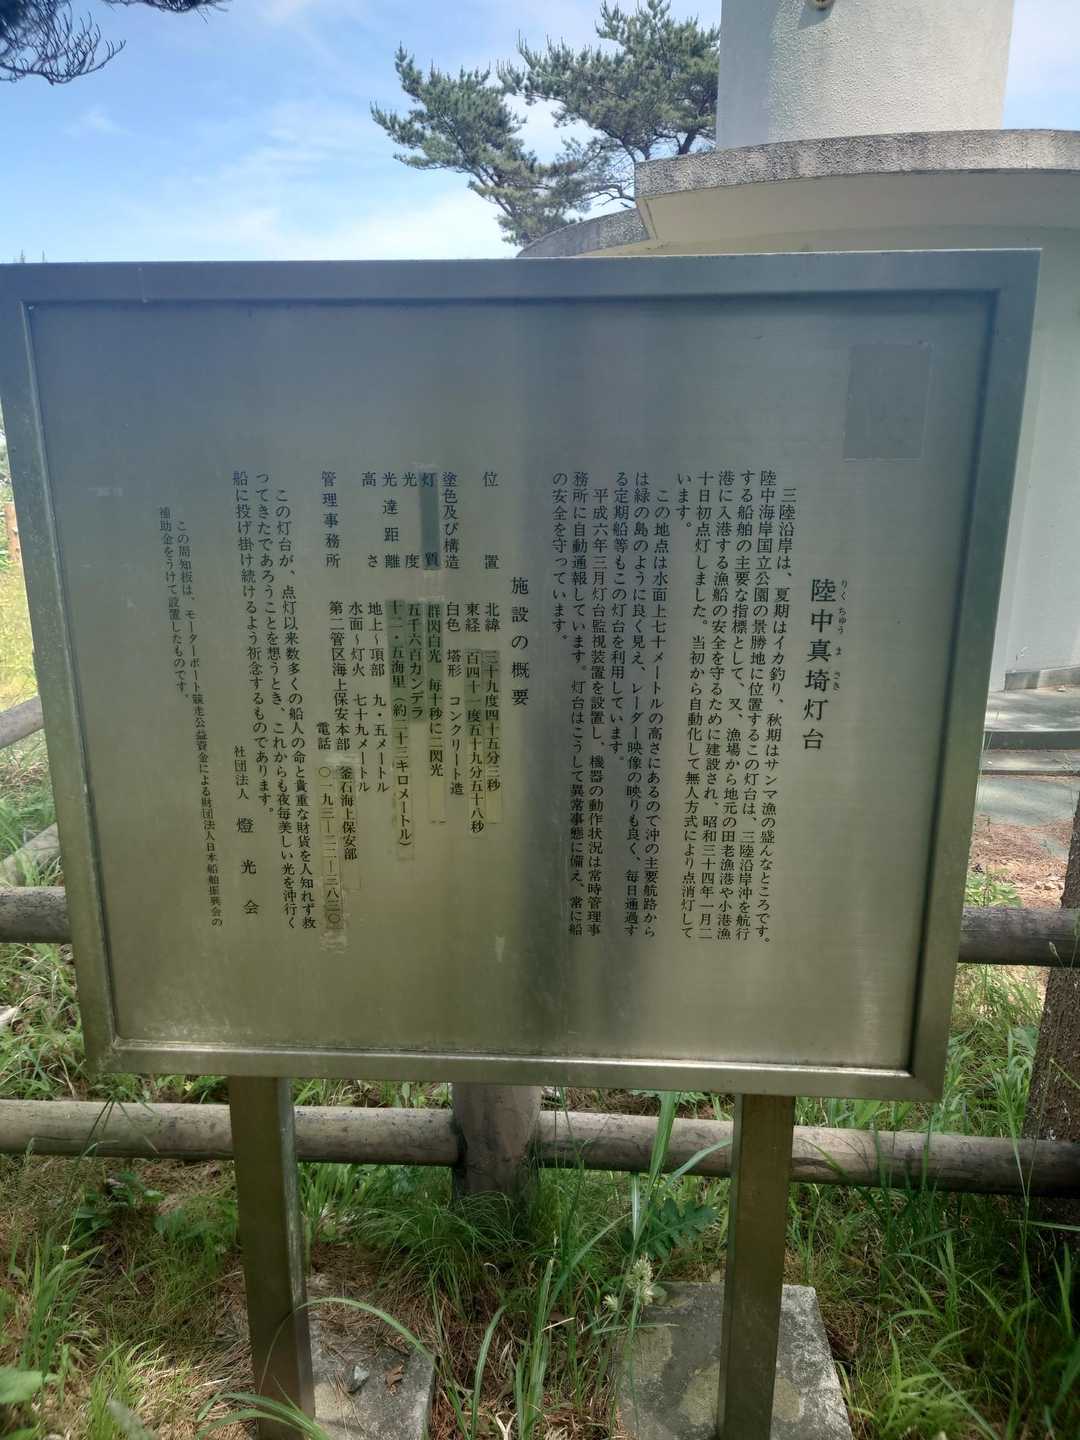 陸中真埼灯台
りくちゅうまさき
三陸沿岸は、夏期はイカ釣り、秋期はサンマ漁の盛んなところです。
陸中海岸国立公園の景勝地に位置するこの灯台は、三陸沿岸沖を航行
する船舶の主要な指標として、又、漁場から地元の田老漁港や小港漁
港に入港する漁船の安全を守るために建設され、昭和三十四年一月二
十日初点灯しました。当初から自動化して無人方式により点消灯して
います。
この地点は水面上七十メートルの高さにあるので沖の主要航路から
は緑の島のように良く見え、レーダー映像の映りも良く、毎日通過す
る定期船等もこの灯台を利用しています。
平成六年三月灯台監視装置を設置し、機器の動作状況は常時管理事
務所に自動通報しています。灯台はこうして異常事態に備え、常に船
の安全を守っています。
施設の概要
位置 北緯 三十九度四十五分三秒
東経 百四十一度五十九分五十八秒
塗色及び構造 白色 塔形 コンクリート造
灯質 群閃白光 毎十秒に二閃光
光度 五千六百カンデラ
光達距離 十二・五海里(約二十三キロメートル)
高さ 地上〜頂部 九・五メートル
水面〜灯火 七十九メートル
管理事務所 第二管区海上保安本部 釜石海上保安部
電話 〇一九三―二二―三八三〇
この灯台が、点灯以来数多くの船人の命と貴重な財貨を人知れず救
ってきたであろうことを想うとき、これからも夜毎美しい光を沖行く
船に投げ掛け続けるよう祈念するものであります。
社団法人 燈光会
この周知板は、モーターボート競走公益資金による財団法人日本船舶振興会の
補助金をうけて設置したものです。